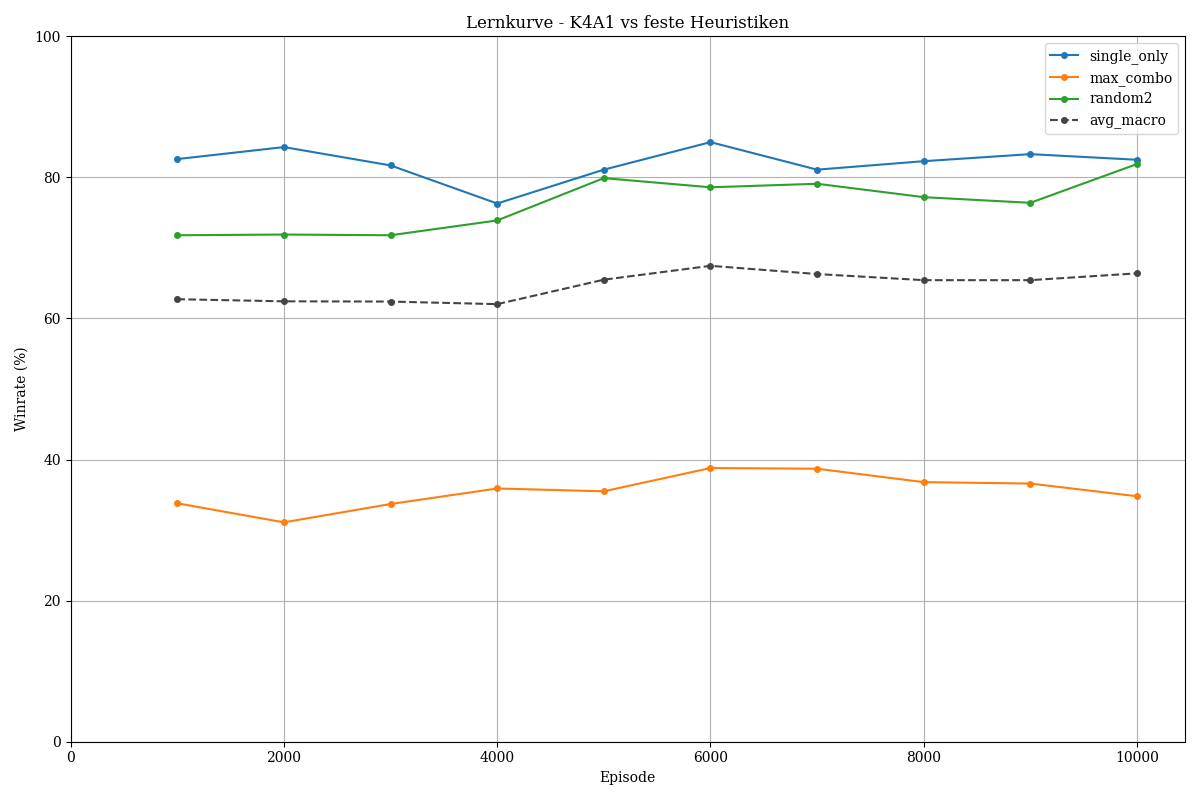 Lernkurve - K4A1 vs feste Heuristiken
single_only
max_combo
random2
avg_macro
100
80
60
40
20
0
Winrate (%)
0 2000 4000 6000 8000 10000
Episode